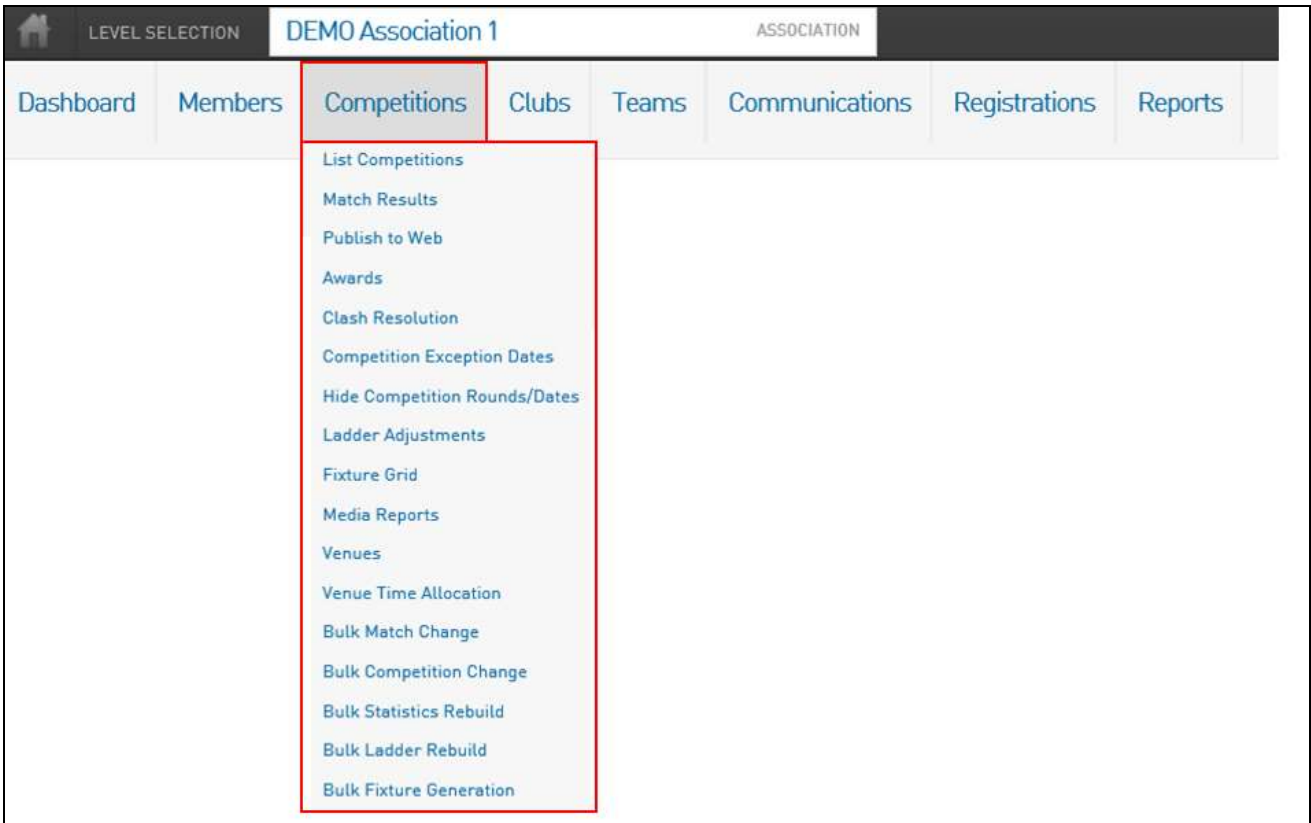 LEVEL SELECTION DEMO Association 1 ASSOCIATION
Dashboard Members Competitions Clubs Teams Communications Registrations Reports
List Competitions
Match Results
Publish to Web
Awards
Clash Resolution
Competition Exception Dates
Hide Competition Rounds/Dates
Ladder Adjustments
Fixture Grid
Media Reports
Venues
Venue Time Allocation
Bulk Match Change
Bulk Competition Change
Bulk Statistics Rebuild
Bulk Ladder Rebuild
Bulk Fixture Generation